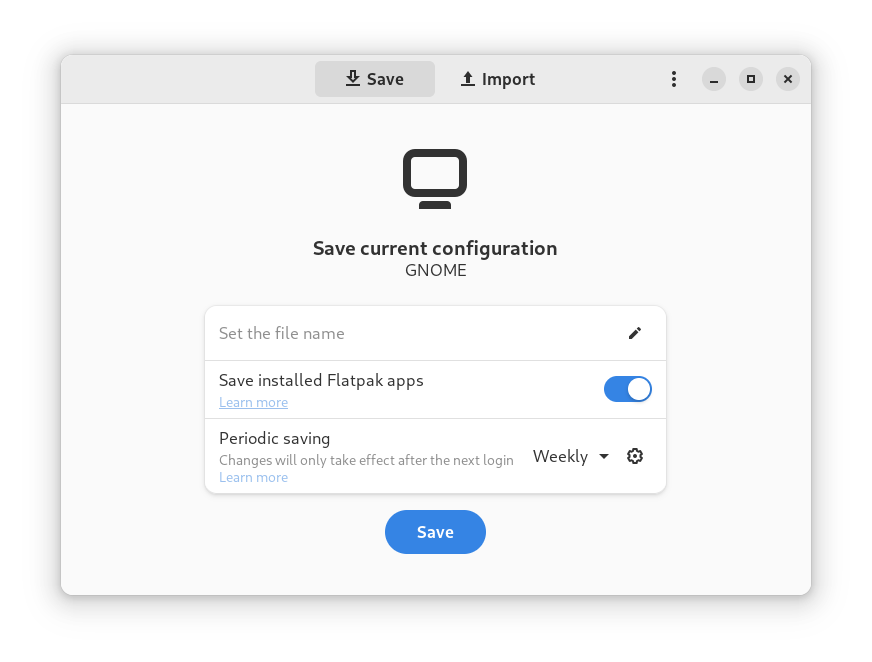 Save
Import
Save current configuration
GNOME
Set the file name
Save installed Flatpak apps
Learn more
Periodic saving
Changes will only take effect after the next login
Learn more
Weekly
Save